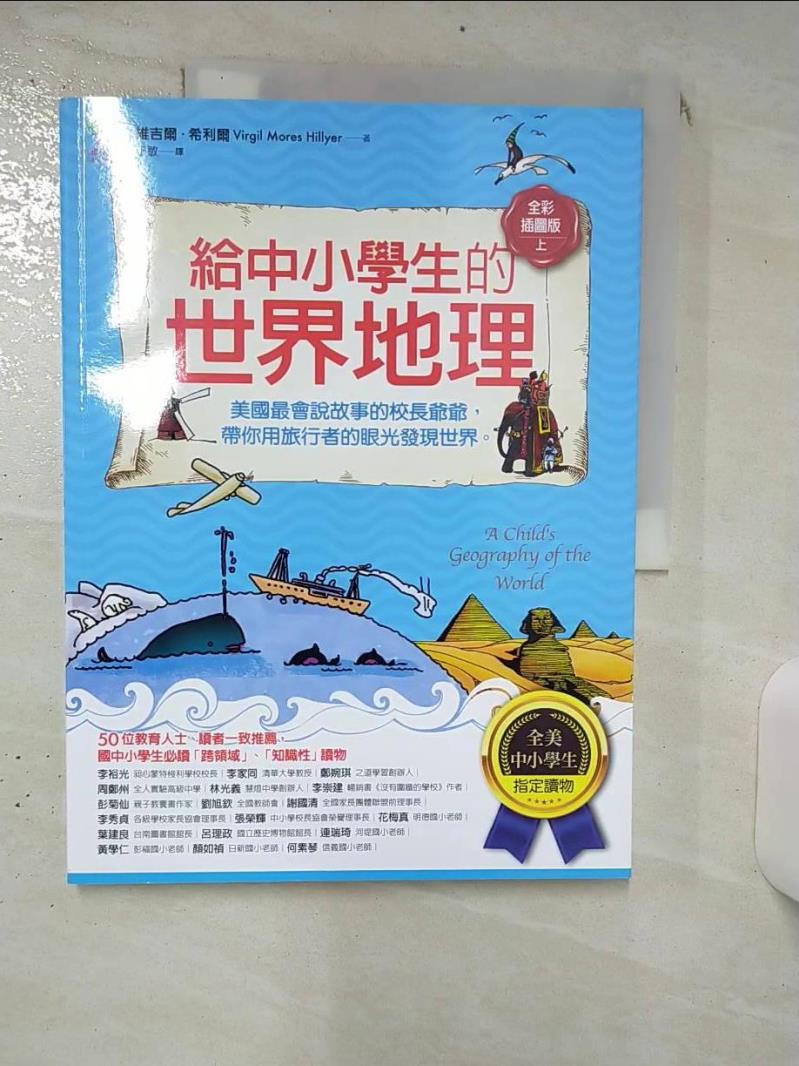 維吉爾・希利爾 Virgil Mores Hillyer——著
敏——譯
全彩
插圖版
上
給中小學生的
世界地理
美國最會說故事的校長爺爺,
帶你用旅行者的眼光發現世界。
A Child's
Geography of the
World
50位教育人士、讀者一致推薦,
國中小學生必讀「跨領域」、「知識性」讀物
李裕光 冠心蒙特梭利學校校長│李家同 清華大學教授│鄭婉琪 之道學習創辦人│
周鄭州 全人實驗高級中學│林光義 慧燈中學創辦人│李崇建 暢銷書《沒有圍牆的學校》作者│
彭菊仙 親子教養書作家│劉旭欽 全國教師會│謝國清 全國家長團體聯盟前理事長│
李秀貞 各級學校家長協會理事長│張榮輝 中小學校長協會榮譽理事長│花梅真 明德國小老師│
葉建良 台南圖書館館長│呂理政 國立歷史博物館館長│連瑞琦 河堤國小老師│
黃學仁 彭福國小老師│顏如禎 日新國小老師│何素琴 信義國小老師│
全美
中小學生
指定讀物